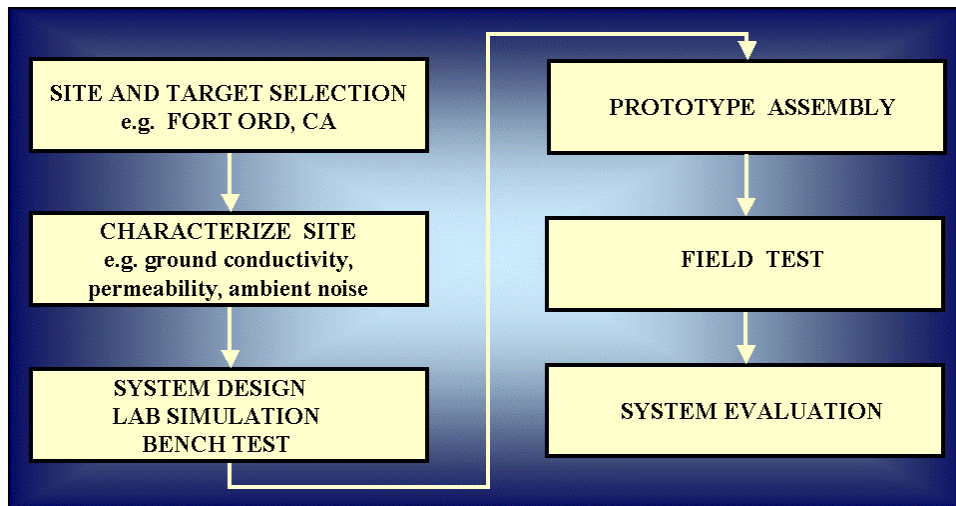 SITE AND TARGET SELECTION
e.g. FORT ORD, CA
CHARACTERIZE SITE
e.g. ground conductivity,
permeability, ambient noise
SYSTEM DESIGN
LAB SIMULATION
BENCH TEST
PROTOTYPE ASSEMBLY
FIELD TEST
SYSTEM EVALUATION